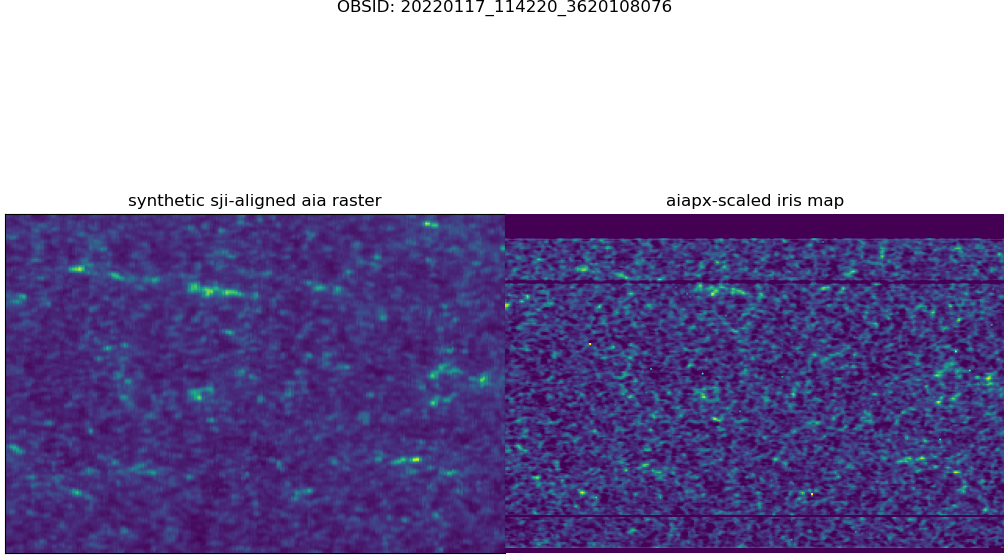 OBSID: 20220117_114220_3620108076
synthetic sji-aligned aia raster
aiapx-scaled iris map